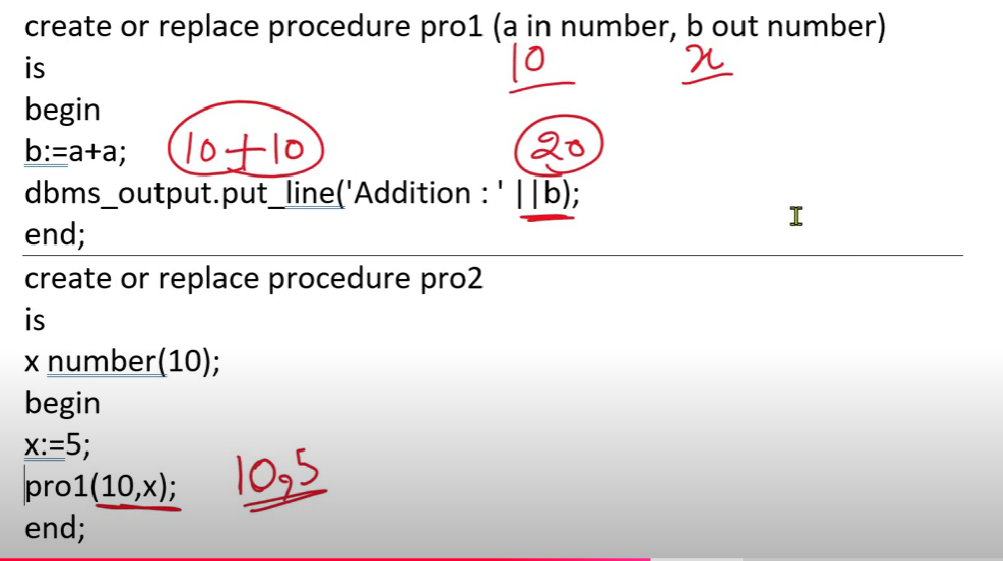 create or replace procedure pro1 (a in number, b out number)
is 10 x
begin
b:=a+a; 10+10 20
dbms_output.put_line('Addition : ' ||b);
end;
create or replace procedure pro2
is
x number(10);
begin
x:=5;
pro1(10,x); 10,5
end;